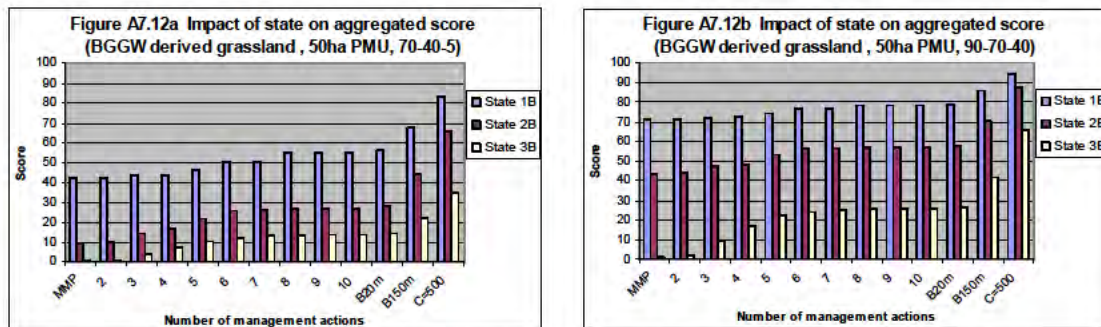 Figure A7.12a Impact of state on aggregated score
(BGGW derived grassland , 50ha PMU, 70-40-5)
100
90
80
70
60
50
40
30
20
10
0
Score
MMP
2
3
4
5
6
7
8
9
10
B20m
B150m
C=500
Number of management actions
State 1B
State 2B
State 3B
Figure A7.12b Impact of state on aggregated score
(BGGW derived grassland , 50ha PMU, 90-70-40)
100
90
80
70
60
50
40
30
20
10
0
Score
MMP
2
3
4
5
6
7
8
9
10
B20m
B150m
C=500
Number of management actions
State 1B
State 2B
State 3B